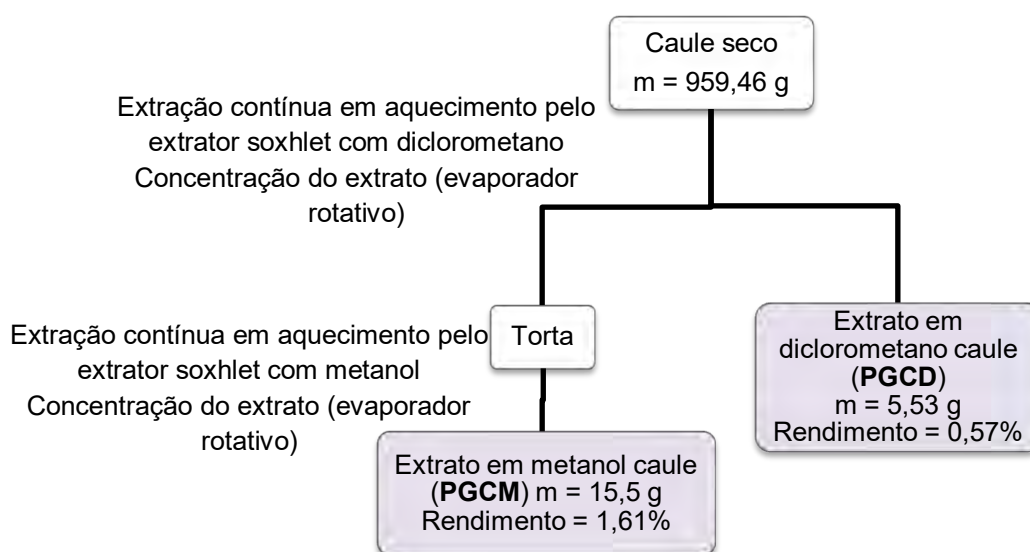 Caule seco
m = 959,46 g
Extração contínua em aquecimento pelo
extrator soxhlet com diclorometano
Concentração do extrato (evaporador
rotativo)
Extração contínua em aquecimento pelo
extrator soxhlet com metanol
Concentração do extrato (evaporador
rotativo)
Torta
Extrato em
diclorometano caule
(PGCD)
m = 5,53 g
Rendimento = 0,57%
Extrato em metanol caule
(PGCM) m = 15,5 g
Rendimento = 1,61%